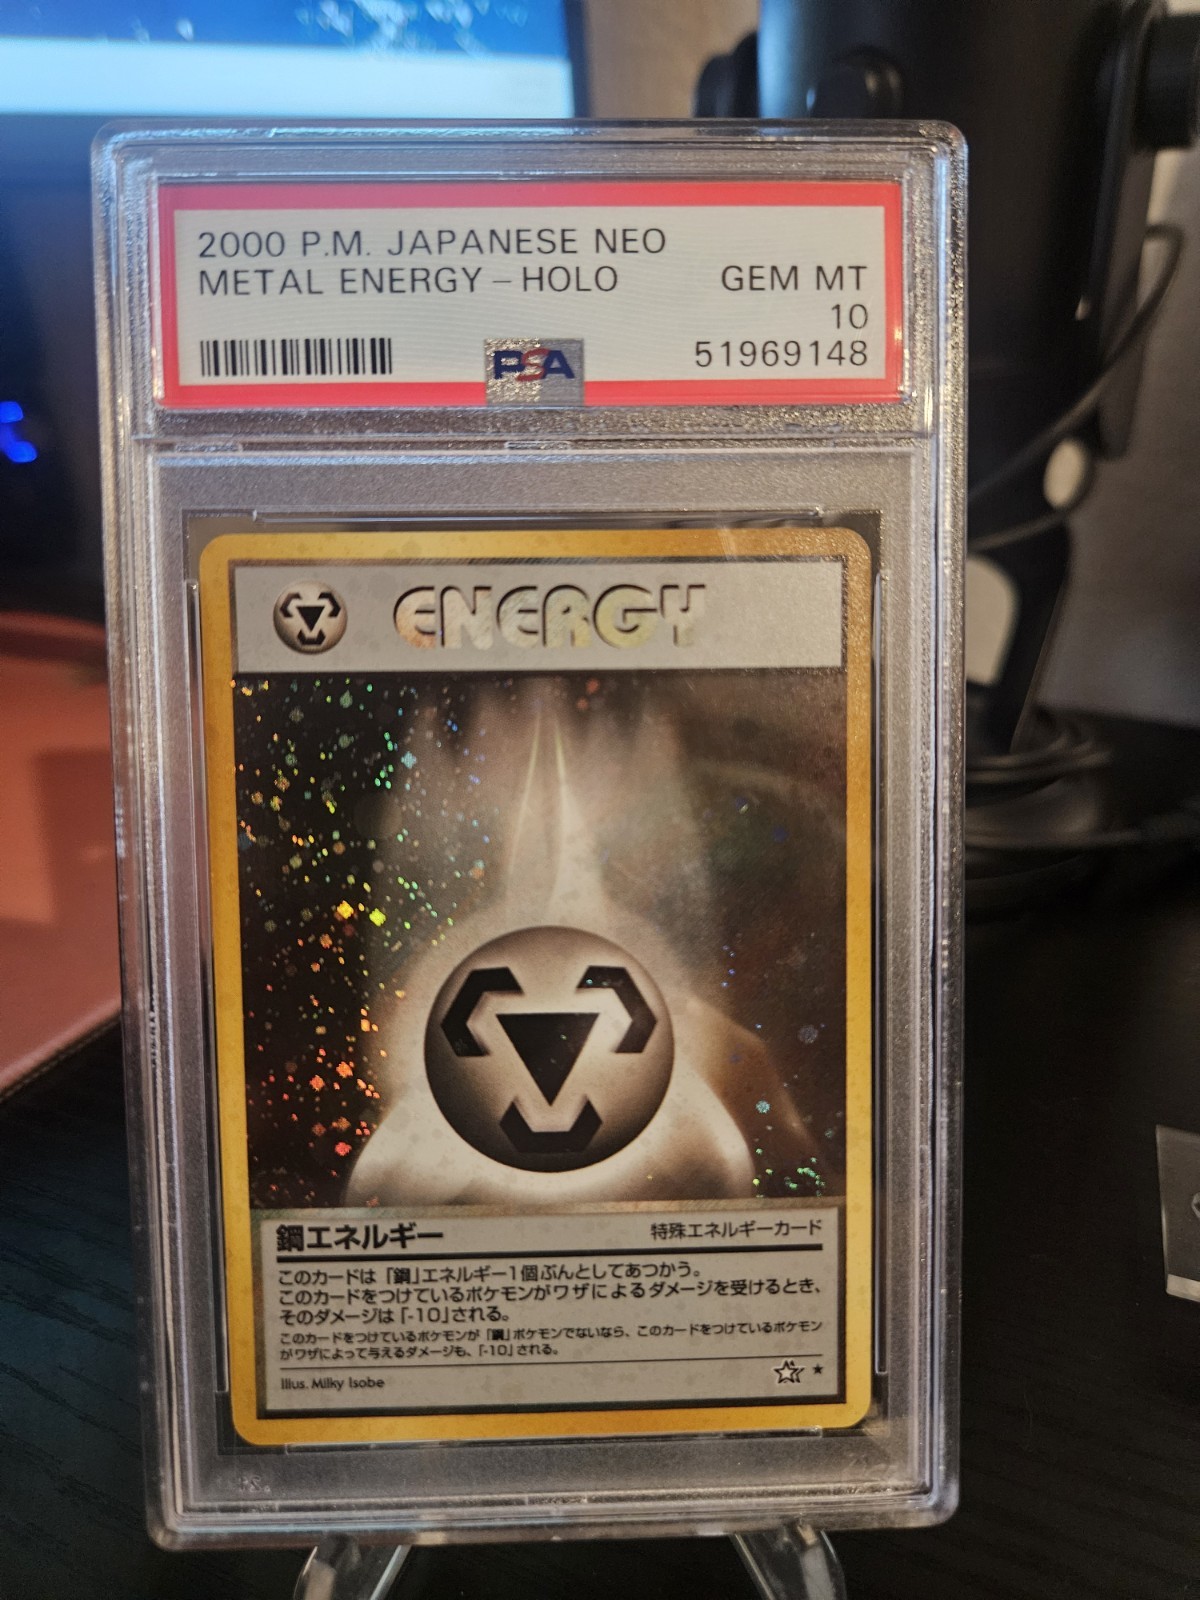 2000 P.M. JAPANESE NEO
METAL ENERGY – HOLO
GEM MT
10
PSA
51969148
ENERGY
鋼エネルギー
特殊エネルギーカード
このカードは「鋼」エネルギー1個ぶんとしてあつかう。
このカードをつけているポケモンがワザによるダメージを受けるとき、
そのダメージは「-10」される。
このカードをつけているポケモンが「鋼」ポケモンでないなら、このカードをつけているポケモン
がワザによって与えるダメージも、「-10」される。
Illus. Milky Isobe